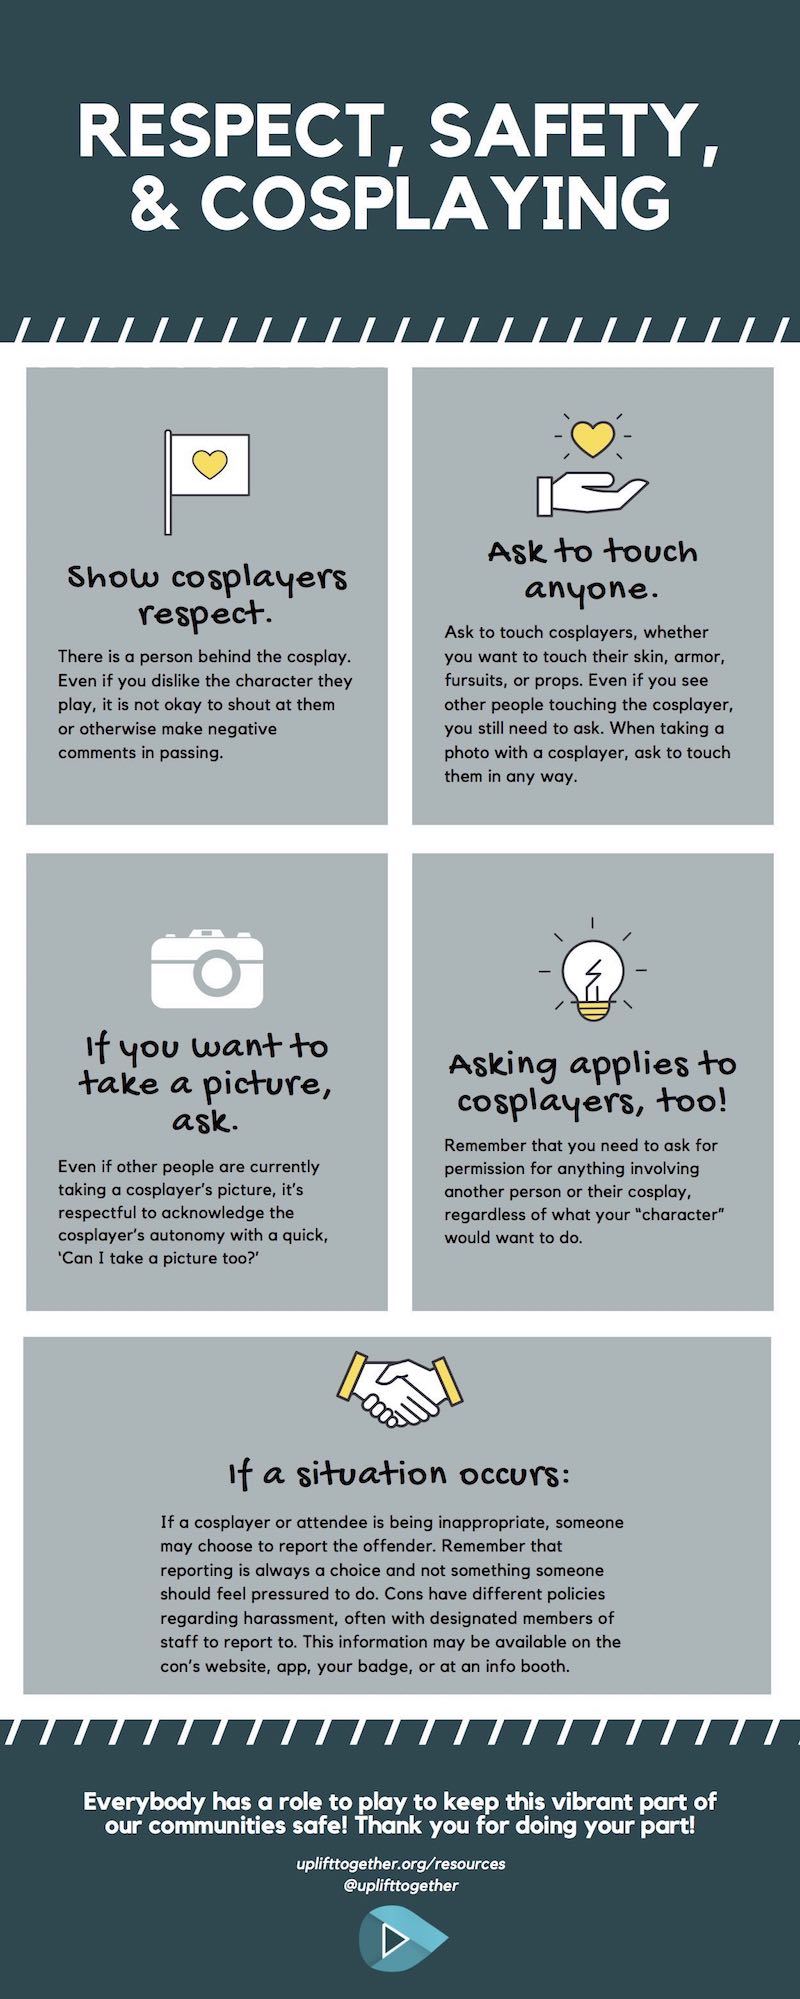 RESPECT, SAFETY,
& COSPLAYING
Show cosplayers
respect.
There is a person behind the cosplay.
Even if you dislike the character they
play, it is not okay to shout at them
or otherwise make negative
comments in passing.
Ask to touch
anyone.
Ask to touch cosplayers, whether
you want to touch their skin, armor,
fursuits, or props. Even if you see
other people touching the cosplayer,
you still need to ask. When taking a
photo with a cosplayer, ask to touch
them in any way.
If you want to
take a picture,
ask.
Even if other people are currently
taking a cosplayer's picture, it's
respectful to acknowledge the
cosplayer's autonomy with a quick,
'Can I take a picture too?'
Asking applies to
cosplayers, too!
Remember that you need to ask for
permission for anything involving
another person or their cosplay,
regardless of what your “character”
would want to do.
If a situation occurs:
If a cosplayer or attendee is being inappropriate, someone
may choose to report the offender. Remember that
reporting is always a choice and not something someone
should feel pressured to do. Cons have different policies
regarding harassment, often with designated members of
staff to report to. This information may be available on the
con's website, app, your badge, or at an info booth.
Everybody has a role to play to keep this vibrant part of
our communities safe! Thank you for doing your part!
uplifttogether.org/resources
@uplifttogether